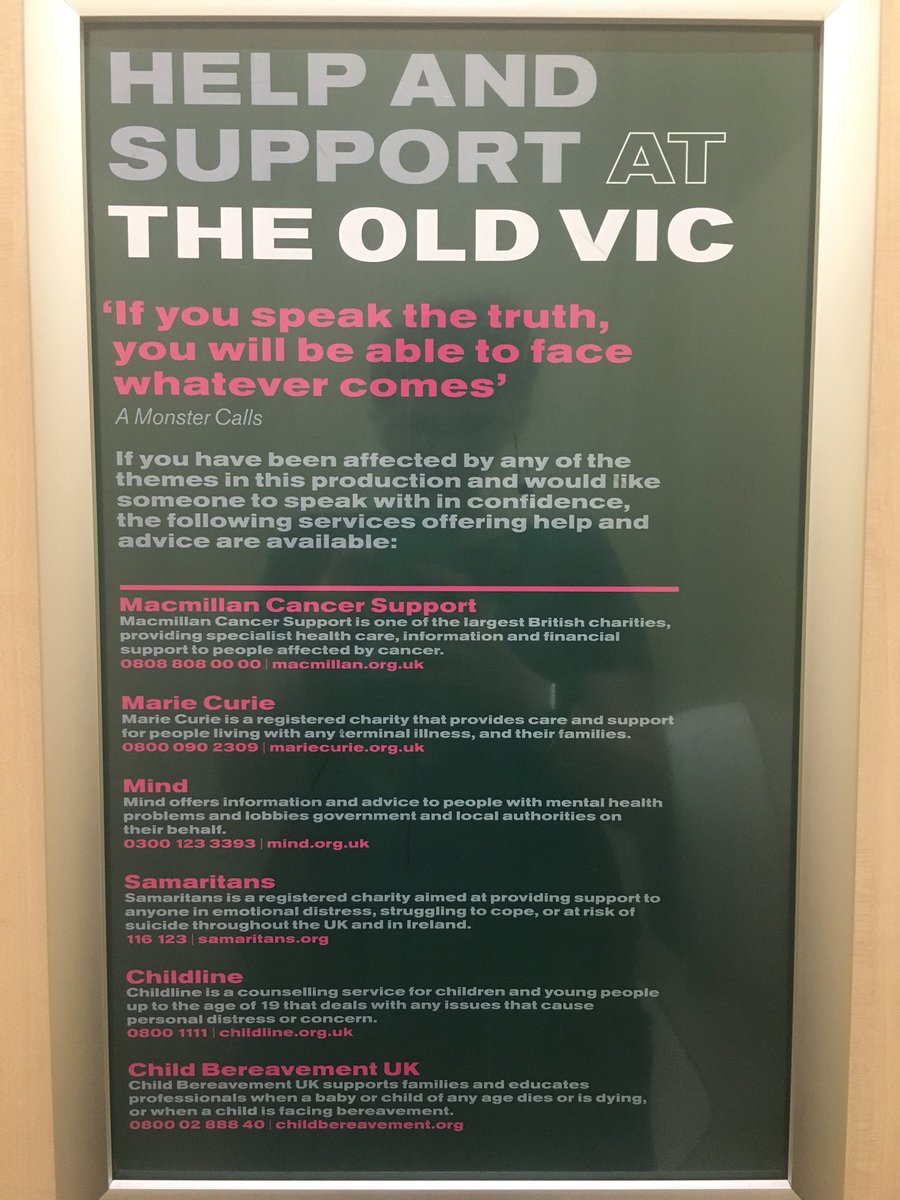 HELP AND
SUPPORT AT
THE OLD VIC
‘If you speak the truth,
you will be able to face
whatever comes’
A Monster Calls
If you have been affected by any of the
themes in this production and would like
someone to speak with in confidence,
the following services offering help and
advice are available:
Macmillan Cancer Support
Macmillan Cancer Support is one of the largest British charities,
providing specialist health care, information and financial
support to people affected by cancer.
0808 808 00 00 | macmillan.org.uk
Marie Curie
Marie Curie is a registered charity that provides care and support
for people living with any terminal illness, and their families.
0800 090 2309 | mariecurie.org.uk
Mind
Mind offers information and advice to people with mental health
problems and lobbies government and local authorities on
their behalf.
0300 123 3393 | mind.org.uk
Samaritans
Samaritans is a registered charity aimed at providing support to
anyone in emotional distress, struggling to cope, or at risk of
suicide throughout the UK and in Ireland.
116 123 | samaritans.org
Childline
Childline is a counselling service for children and young people
up to the age of 19 that deals with any issues that cause
personal distress or concern.
0800 1111 | childline.org.uk
Child Bereavement UK
Child Bereavement UK supports families and educates
professionals when a baby or child of any age dies or is dying,
or when a child is facing bereavement.
0800 02 888 40 | childbereavement.org